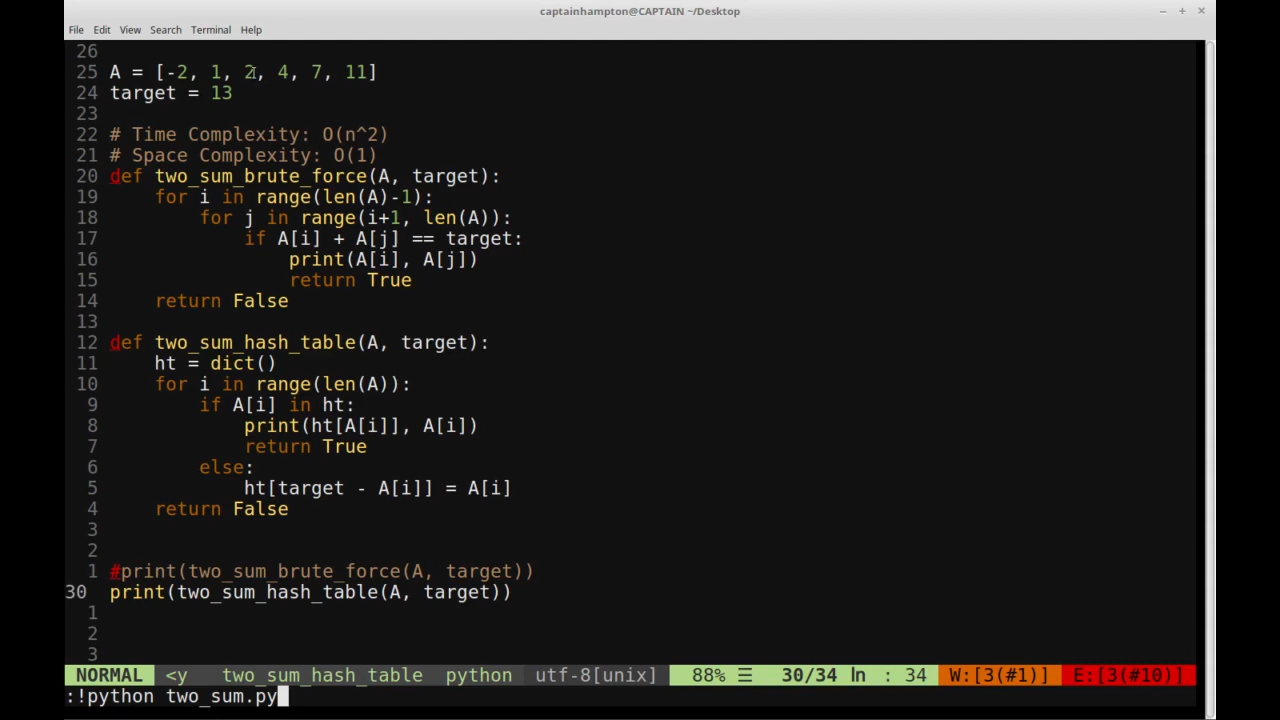 captainhampton@CAPTAIN ~/Desktop
File Edit View Search Terminal Help
26
25 A = [-2, 1, 2, 4, 7, 11]
24 target = 13
23
22 # Time Complexity: O(n^2)
21 # Space Complexity: O(1)
20 def two_sum_brute_force(A, target):
19     for i in range(len(A)-1):
18         for j in range(i+1, len(A)):
17             if A[i] + A[j] == target:
16                 print(A[i], A[j])
15                 return True
14     return False
13
12 def two_sum_hash_table(A, target):
11     ht = dict()
10     for i in range(len(A)):
9         if A[i] in ht:
8             print(ht[A[i]], A[i])
7             return True
6         else:
5             ht[target - A[i]] = A[i]
4     return False
3
2
1 #print(two_sum_brute_force(A, target))
30 print(two_sum_hash_table(A, target))
1
2
3
NORMAL <y two_sum_hash_table python utf-8[unix] 88% ☰ 30/34 ln : 34 W:[3(#1)] E:[3(#10)]
:!python two_sum.py